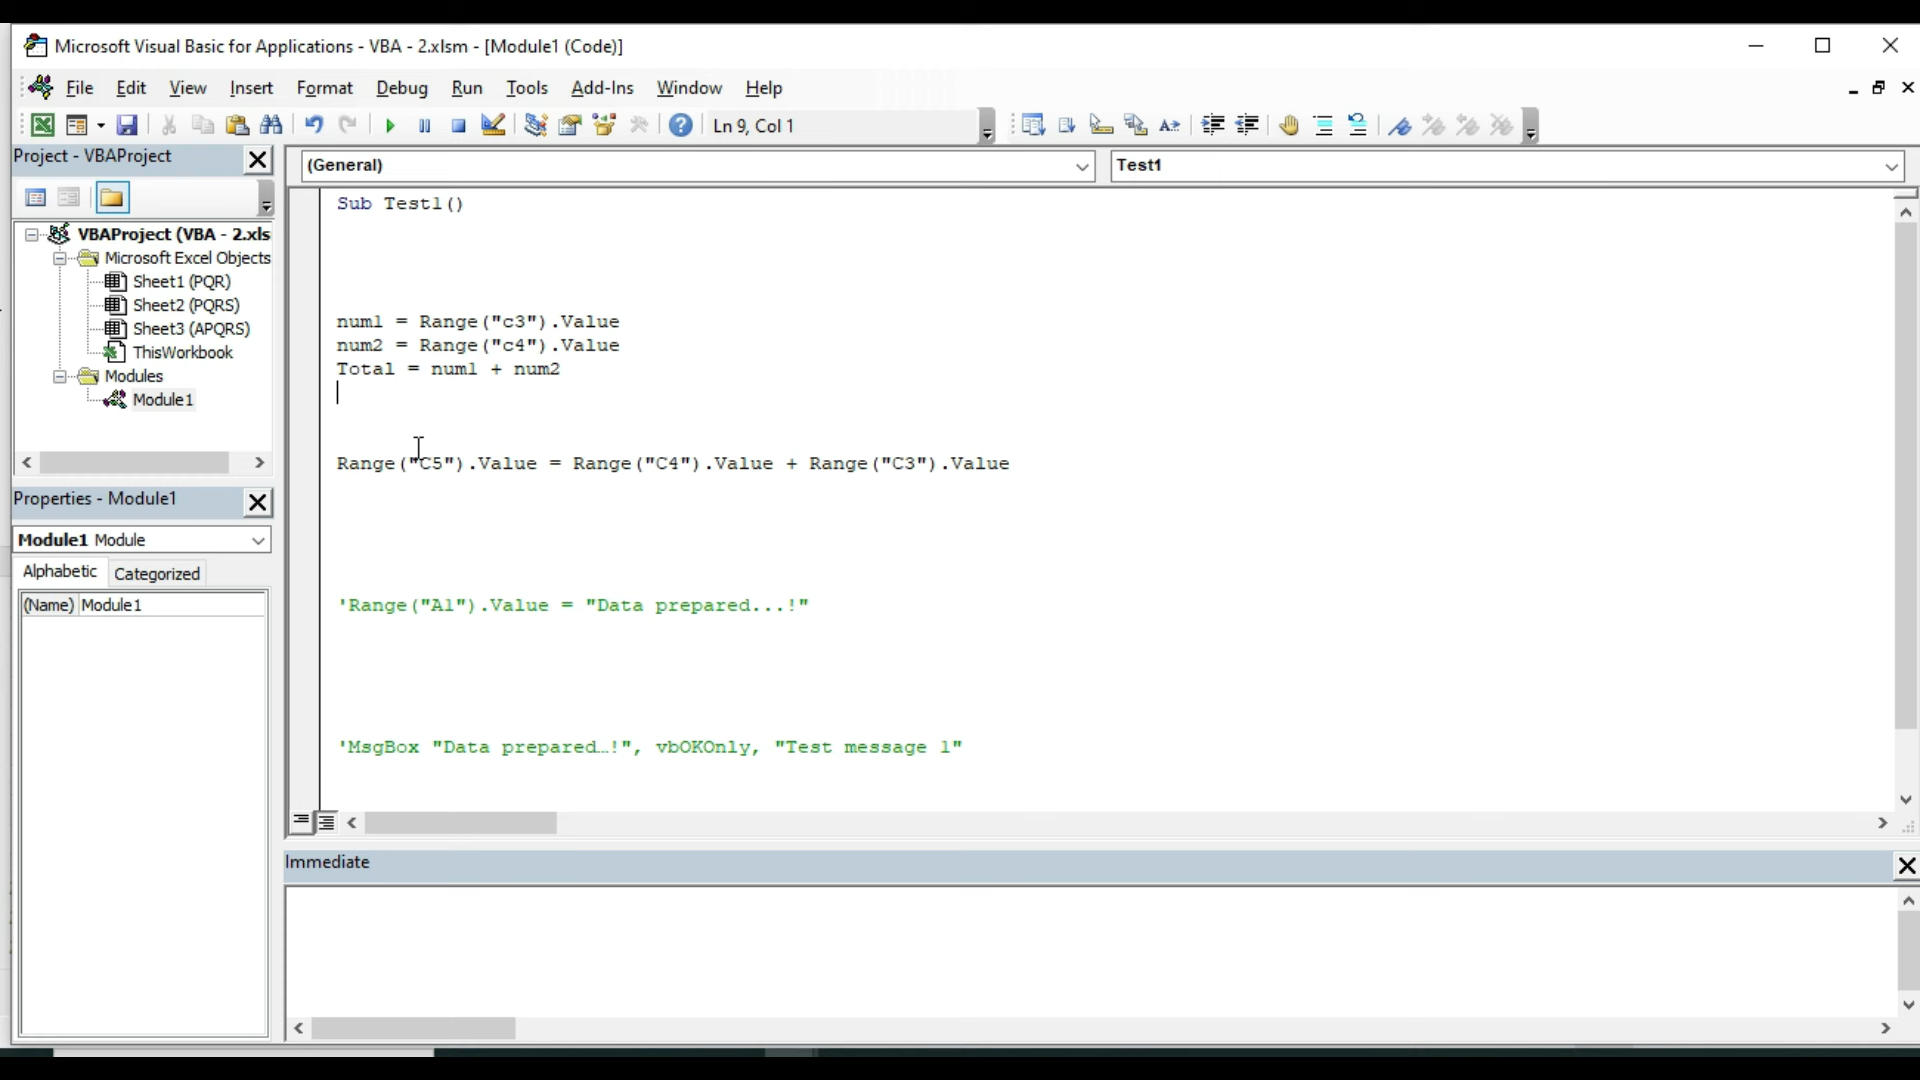 Microsoft Visual Basic for Applications - VBA - 2.xlsm - [Module1 (Code)]
File Edit View Insert Format Debug Run Tools Add-Ins Window Help
Ln 9, Col 1
Project - VBAProject
(General)
Test1
VBAProject (VBA - 2.xls
Microsoft Excel Objects
Sheet1 (PQR)
Sheet2 (PQRS)
Sheet3 (APQRS)
ThisWorkbook
Modules
Module1
Properties - Module1
Module1 Module
Alphabetic Categorized
(Name) Module1
Sub Test1()
num1 = Range("c3").Value
num2 = Range("c4").Value
Total = num1 + num2
Range("C5").Value = Range("C4").Value + Range("C3").Value
'Range("A1").Value = "Data prepared...!"
'MsgBox "Data prepared…!", vbOKOnly, "Test message 1"
Immediate